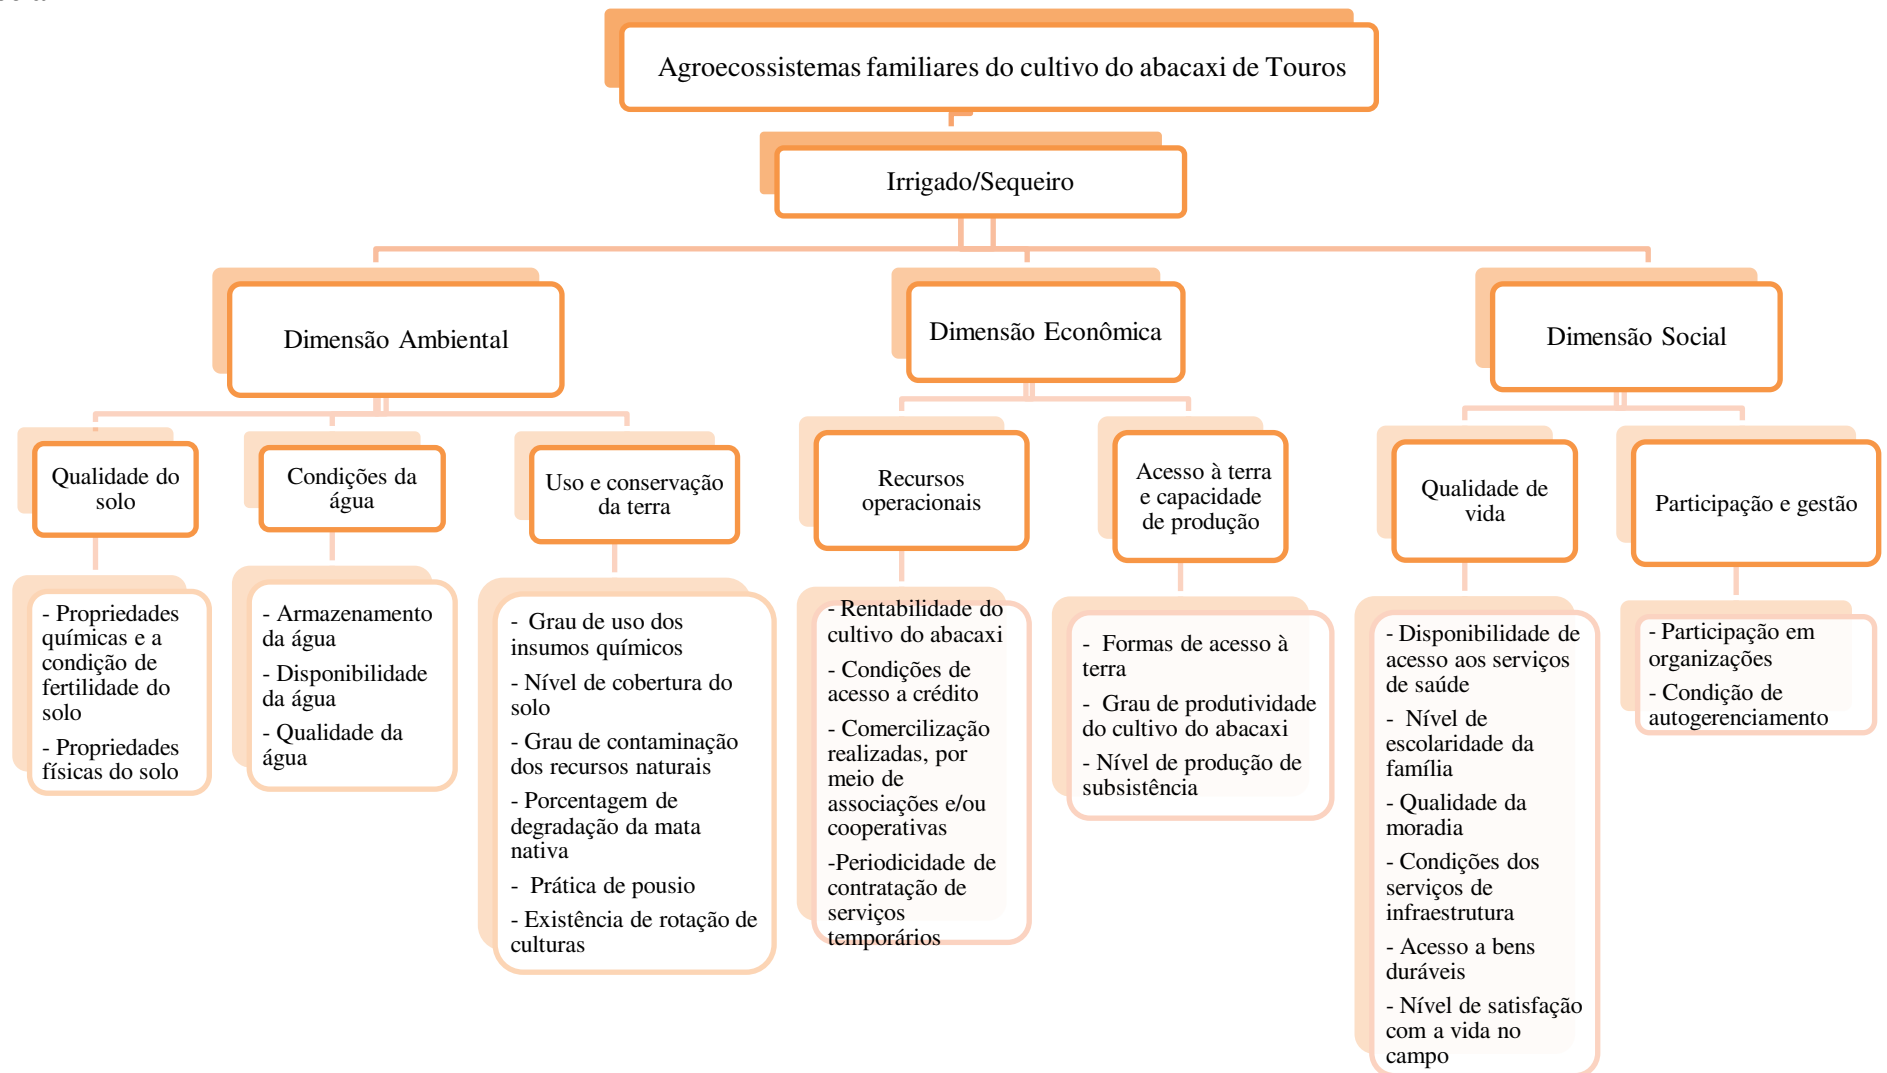 Agroecossistemas familiares do cultivo do abacaxi de Touros
Irrigado/Sequeiro
Dimensão Ambiental
Dimensão Econômica
Dimensão Social
Qualidade do
solo
Condições da
água
Uso e conservação
da terra
Recursos
operacionais
Acesso à terra
e capacidade
de produção
Qualidade de
vida
Participação e gestão
- Propriedades
químicas e a
condição de
fertilidade do
solo
- Propriedades
físicas do solo
- Armazenamento
da água
- Disponibilidade
da água
- Qualidade da
água
- Grau de uso dos
insumos químicos
- Nível de cobertura do
solo
- Grau de contaminação
dos recursos naturais
- Porcentagem de
degradação da mata
nativa
- Prática de pousio
- Existência de rotação de
culturas
- Rentabilidade do
cultivo do abacaxi
- Condições de
acesso a crédito
- Comercilização
realizadas, por
meio de
associações e/ou
cooperativas
-Periodicidade de
contratação de
serviços
temporários
- Formas de acesso à
terra
- Grau de produtividade
do cultivo do abacaxi
- Nível de produção de
subsistência
- Disponibilidade de
acesso aos serviços
de saúde
- Nível de
escolaridade da
família
- Qualidade da
moradia
- Condições dos
serviços de
infraestrutura
- Acesso a bens
duráveis
- Nível de satisfação
com a vida no
campo
- Participação em
organizações
- Condição de
autogerenciamento